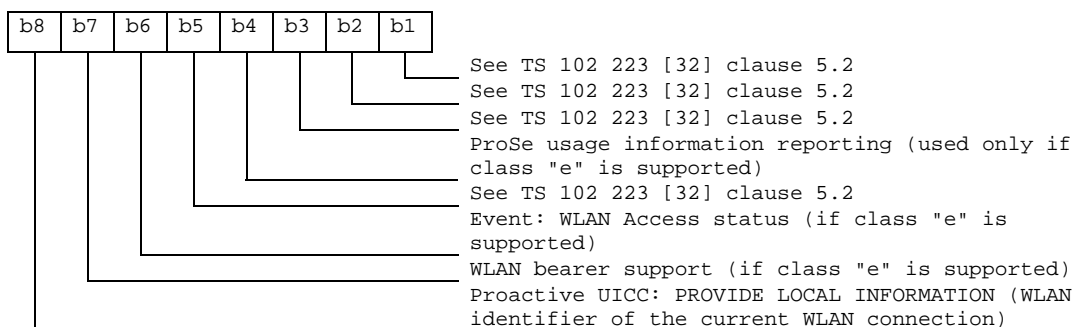 b8 b7 b6 b5 b4 b3 b2 b1
See TS 102 223 [32] clause 5.2
See TS 102 223 [32] clause 5.2
See TS 102 223 [32] clause 5.2
ProSe usage information reporting (used only if
class "e" is supported)
See TS 102 223 [32] clause 5.2
Event: WLAN Access status (if class "e" is
supported)
WLAN bearer support (if class "e" is supported)
Proactive UICC: PROVIDE LOCAL INFORMATION (WLAN
identifier of the current WLAN connection)